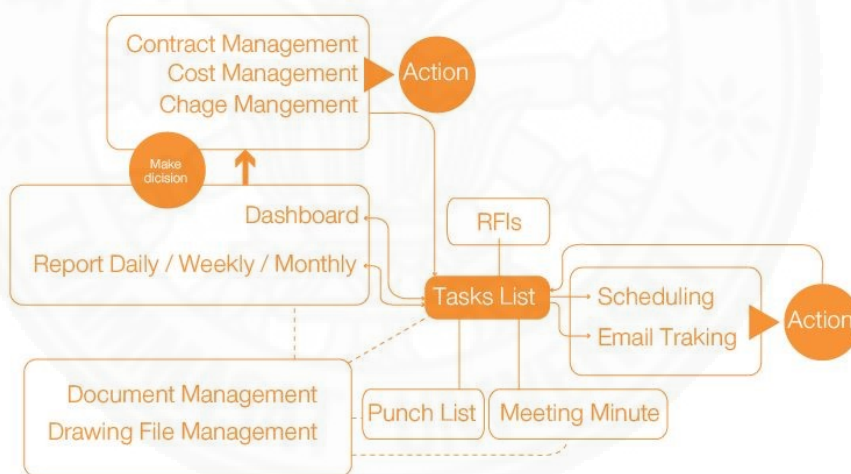 Contract Management
Cost Management
Chage Mangement
Action
Make
dicision
Dashboard
Report Daily / Weekly / Monthly
RFIs
Tasks List
Scheduling
Email Traking
Action
Document Management
Drawing File Management
Punch List
Meeting Minute